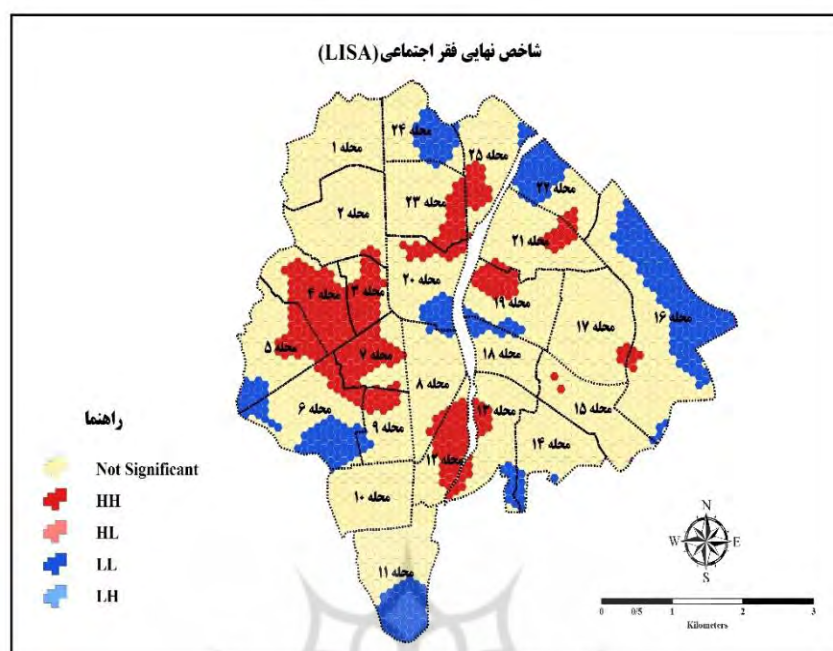 شاخص نهایی فقر اجتماعی (LISA)
محله ۲۴
محله ۲۵
محله ۱
محله ۲۲
محله ۲۳
محله ۲
محله ۲۱
محله ۲۰
محله ۳
محله ۴
محله ۱۹
محله ۱۶
محله ۱۷
محله ۵
محله ۷
محله ۱۸
محله ۸
محله ۱۵
محله ۶
محله ۱۳
محله ۹
محله ۱۴
محله ۱۲
محله ۱۰
محله ۱۱
راهنما
Not Significant
HH
HL
LL
LH
N
W E
S
0 0/5 1 2 3
Kilometers